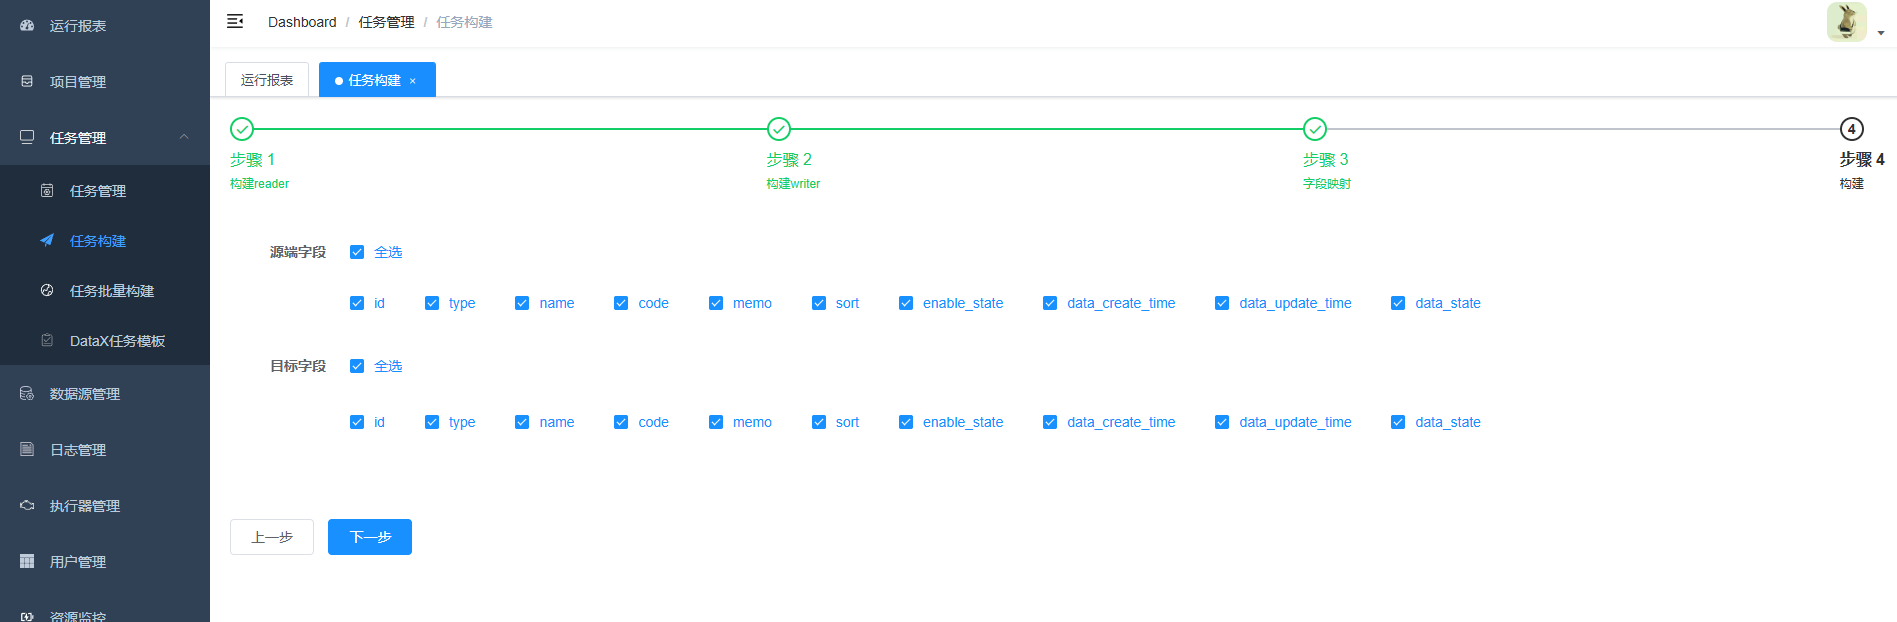 运行报表
项目管理
任务管理
任务管理
任务构建
任务批量构建
DataX任务模板
数据源管理
日志管理
执行器管理
用户管理
资源监控
Dashboard / 任务管理 / 任务构建
运行报表
任务构建 ×
4
步骤 1
步骤 2
步骤 3
步骤 4
构建reader
构建writer
字段映射
构建
源端字段 全选
id type name code memo sort enable_state data_create_time data_update_time data_state
目标字段 全选
id type name code memo sort enable_state data_create_time data_update_time data_state
上一步 下一步